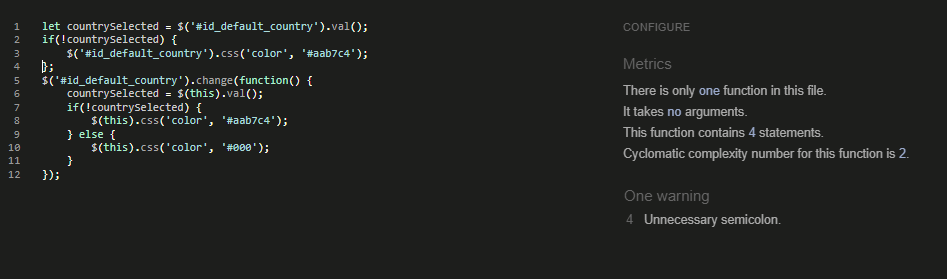 1 let countrySelected = $('#id_default_country').val();
2 if(!countrySelected) {
3     $('#id_default_country').css('color', '#aab7c4');
4 };
5 $('#id_default_country').change(function() {
6     countrySelected = $(this).val();
7     if(!countrySelected) {
8         $(this).css('color', '#aab7c4');
9     } else {
10         $(this).css('color', '#000');
11     }
12 });
CONFIGURE
Metrics
There is only one function in this file.
It takes no arguments.
This function contains 4 statements.
Cyclomatic complexity number for this function is 2.
One warning
4 Unnecessary semicolon.